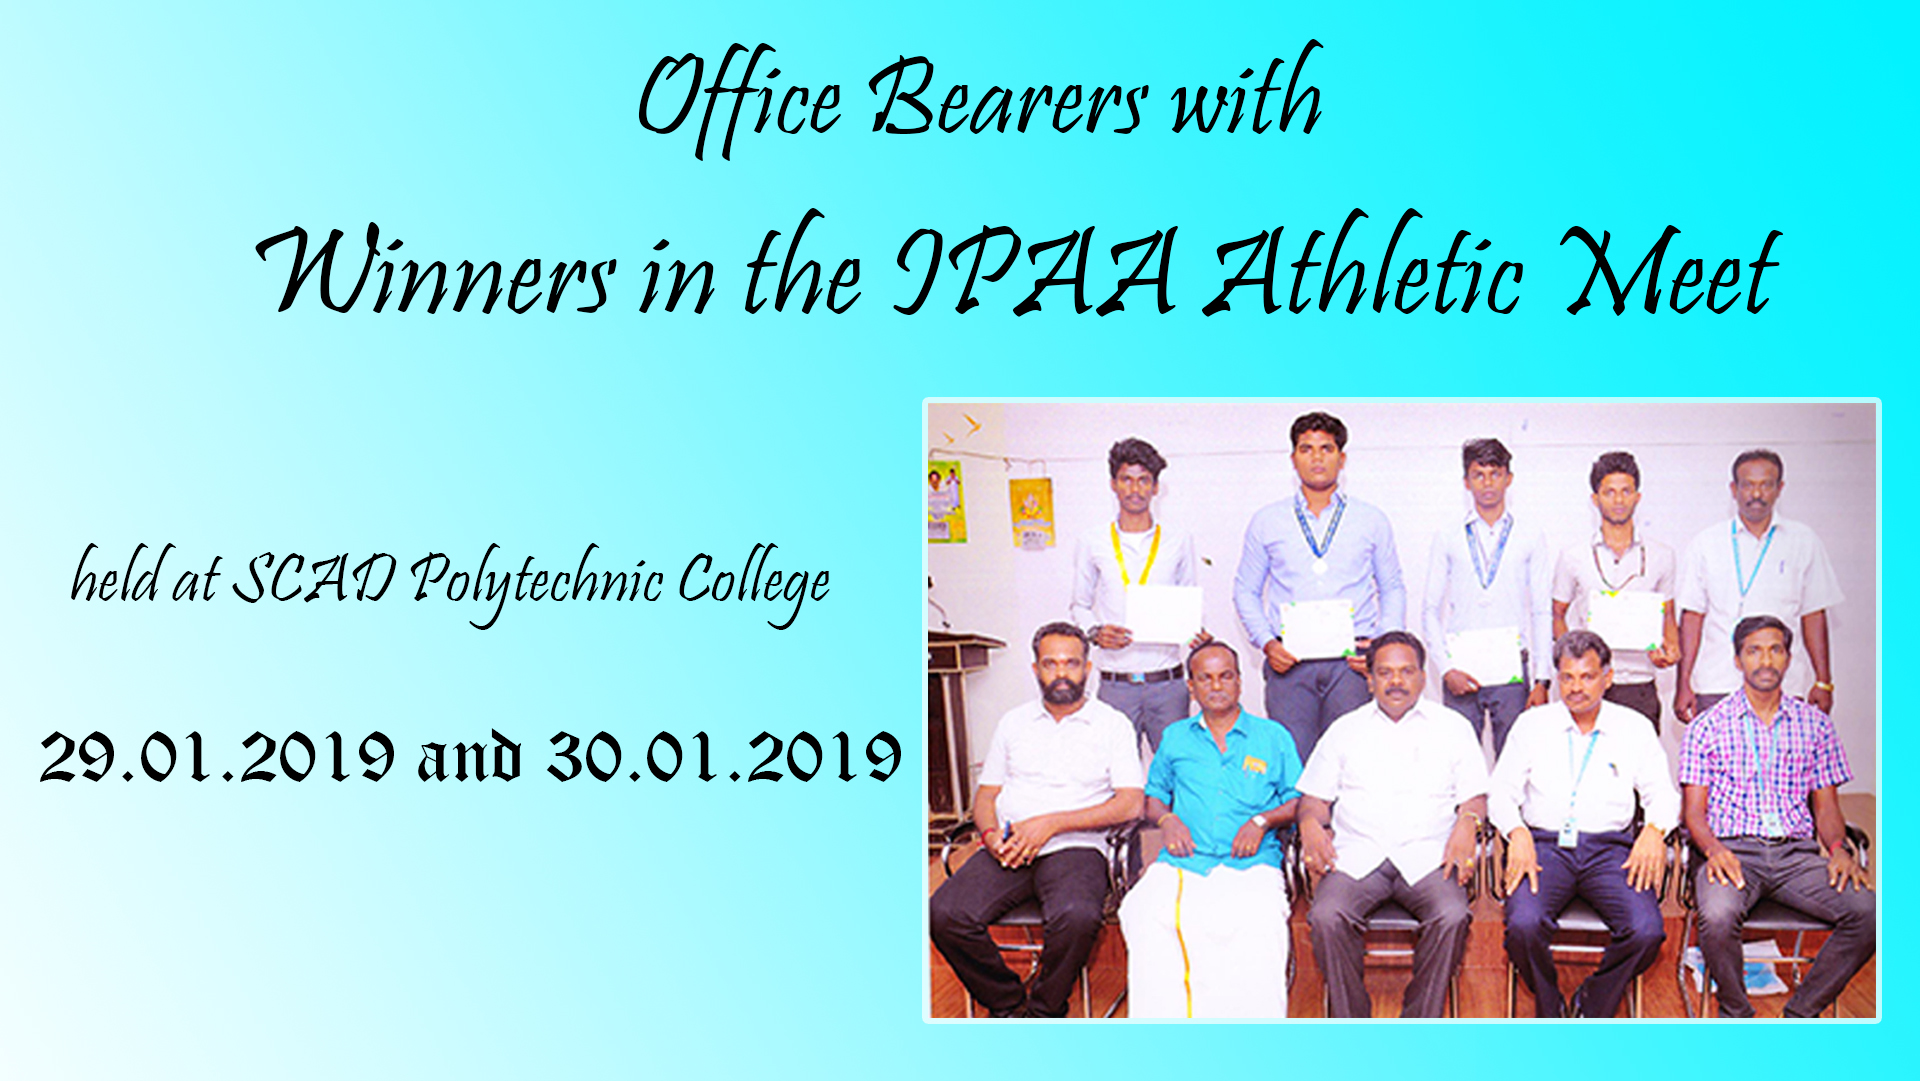 Office Bearers with
Winners in the IPAA Athletic Meet
held at SCAD Polytechnic College
29.01.2019 and 30.01.2019